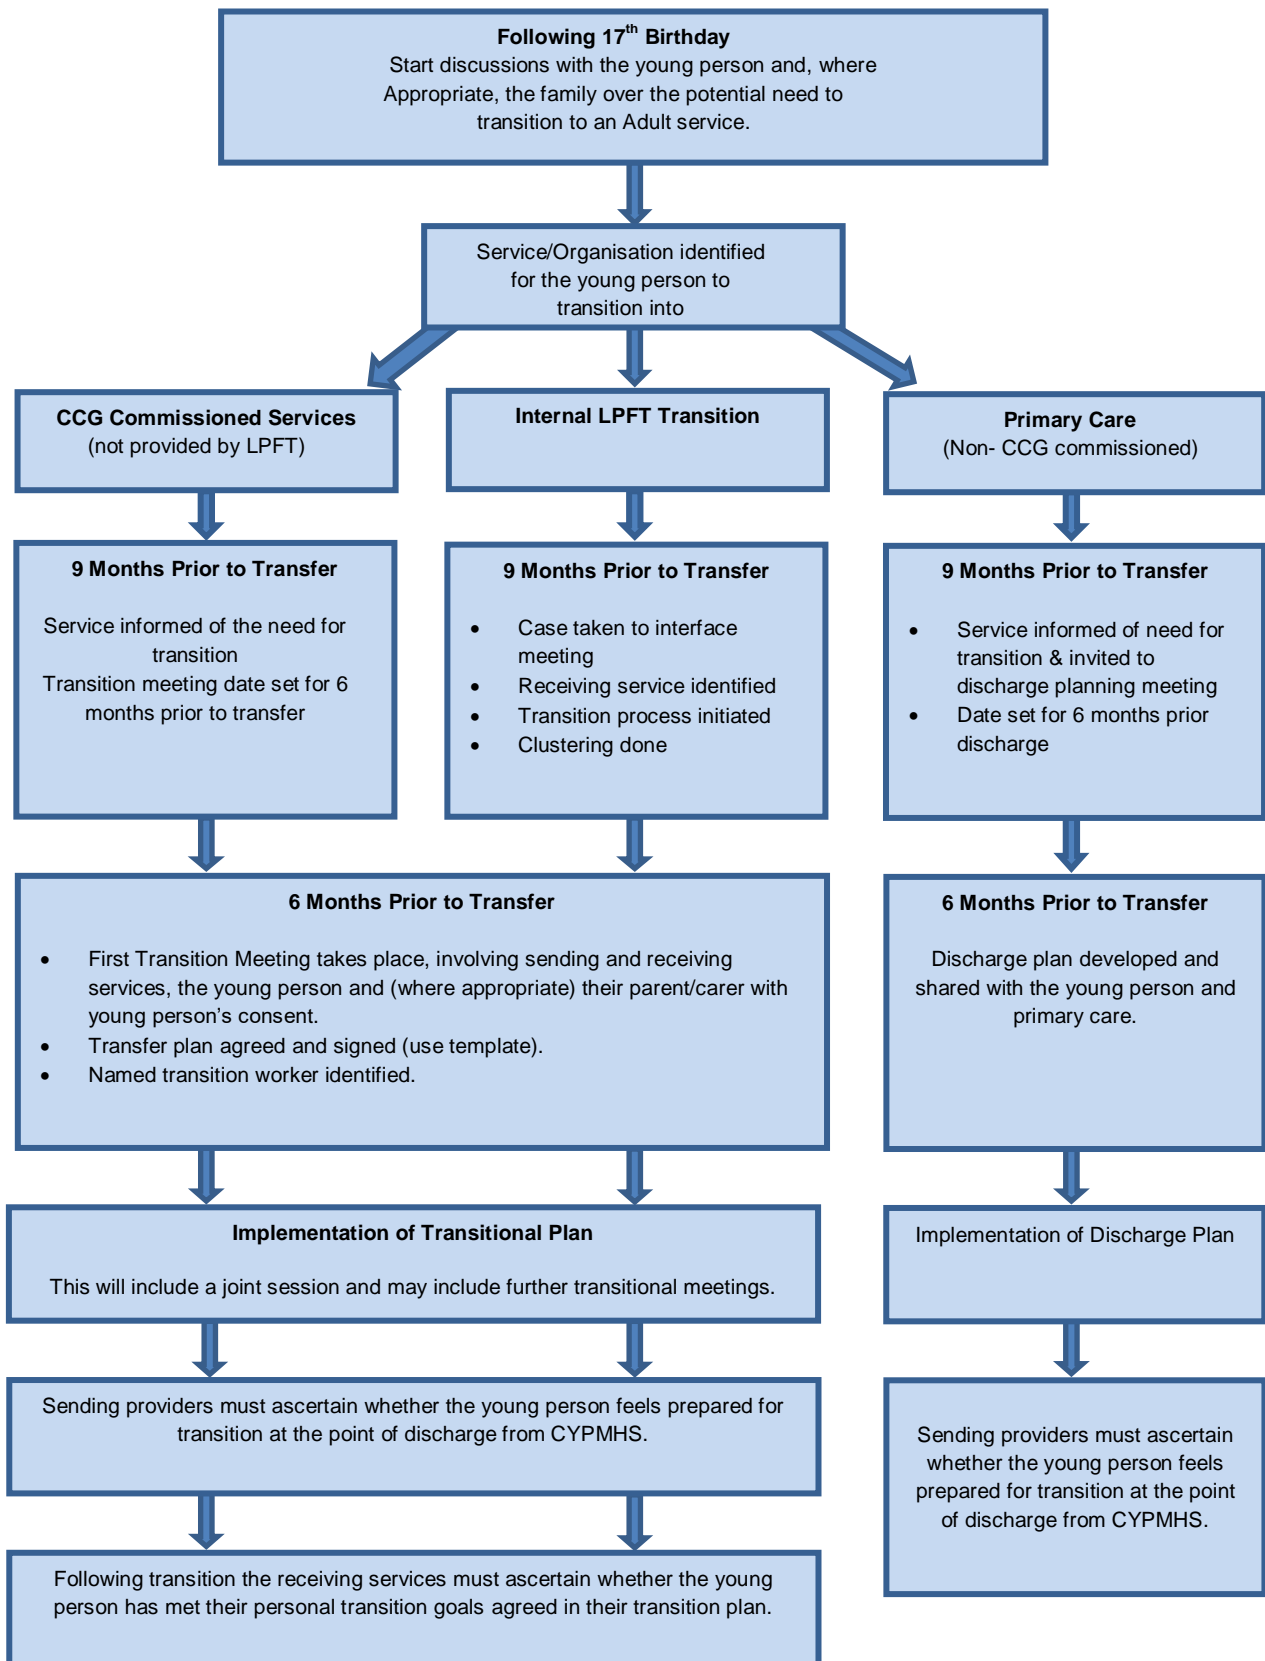 Following 17th Birthday
Start discussions with the young person and, where
Appropriate, the family over the potential need to
transition to an Adult service.
Service/Organisation identified
for the young person to
transition into
CCG Commissioned Services
(not provided by LPFT)
Internal LPFT Transition
Primary Care
(Non- CCG commissioned)
9 Months Prior to Transfer
Service informed of the need for
transition
Transition meeting date set for 6
months prior to transfer
9 Months Prior to Transfer
• Case taken to interface
meeting
• Receiving service identified
• Transition process initiated
• Clustering done
9 Months Prior to Transfer
• Service informed of need for
transition & invited to
discharge planning meeting
• Date set for 6 months prior
discharge
6 Months Prior to Transfer
• First Transition Meeting takes place, involving sending and receiving
services, the young person and (where appropriate) their parent/carer with
young person’s consent.
• Transfer plan agreed and signed (use template).
• Named transition worker identified.
6 Months Prior to Transfer
Discharge plan developed and
shared with the young person and
primary care.
Implementation of Transitional Plan
This will include a joint session and may include further transitional meetings.
Implementation of Discharge Plan
Sending providers must ascertain whether the young person feels prepared for
transition at the point of discharge from CYPMHS.
Sending providers must ascertain
whether the young person feels
prepared for transition at the point
of discharge from CYPMHS.
Following transition the receiving services must ascertain whether the young
person has met their personal transition goals agreed in their transition plan.